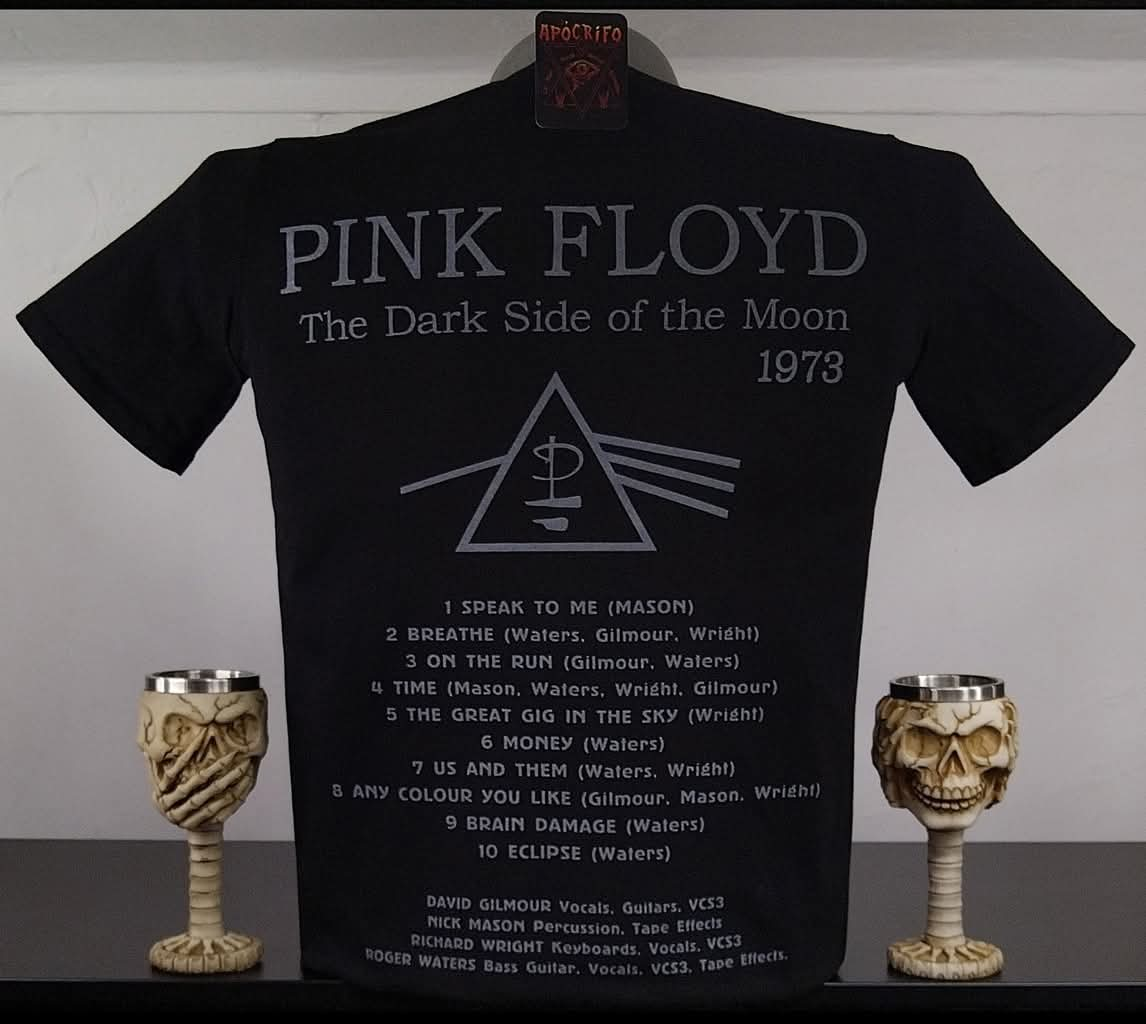 APÒCRIFO
PINK FLOYD
The Dark Side of the Moon
1973
1 SPEAK TO ME (MASON)
2 BREATHE (Waters, Gilmour, Wright)
3 ON THE RUN (Gilmour, Waters)
4 TIME (Mason, Waters, Wright, Gilmour)
5 THE GREAT GIG IN THE SKY (Wright)
6 MONEY (Waters)
7 US AND THEM (Waters, Wright)
8 ANY COLOUR YOU LIKE (Gilmour, Mason, Wright)
9 BRAIN DAMAGE (Waters)
10 ECLIPSE (Waters)
DAVID GILMOUR Vocals, Guitars, VCS3
NICK MASON Percussion, Tape Effects
RICHARD WRIGHT Keyboards, Vocals, VCS3
ROGER WATERS Bass Guitar, Vocals, VCS3, Tape Effects.